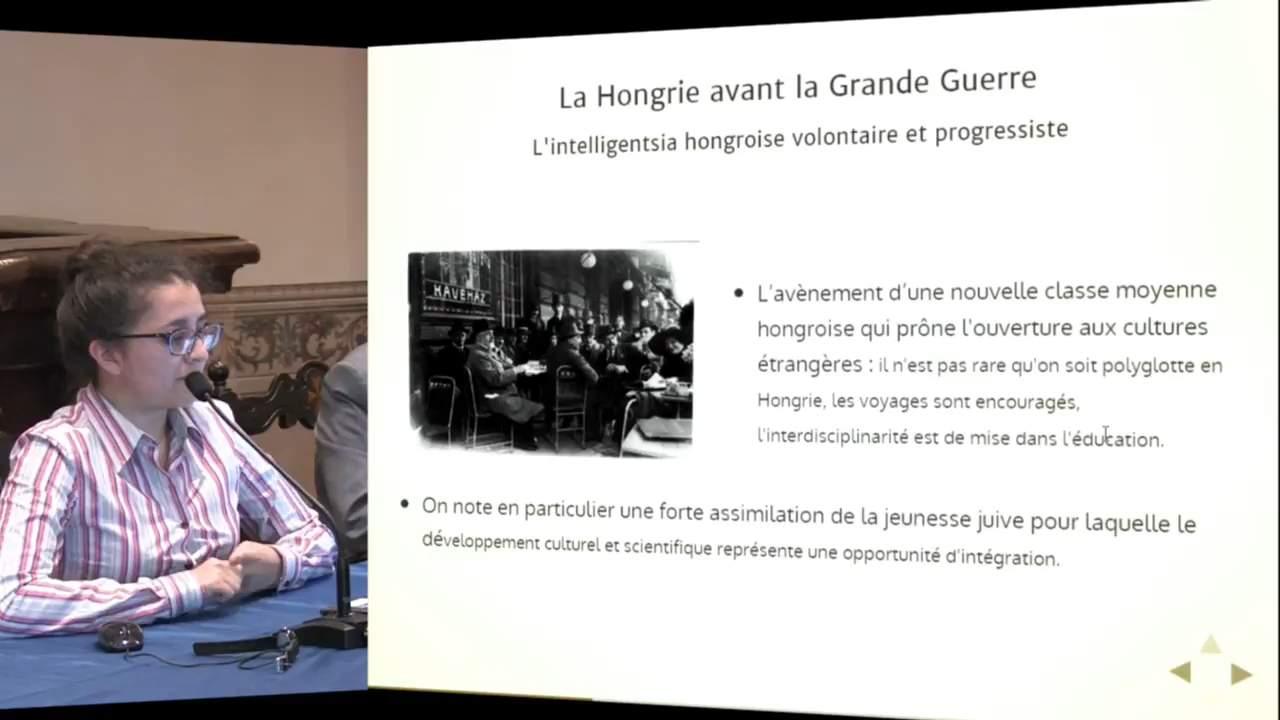 La Hongrie avant la Grande Guerre
L'intelligentsia hongroise volontaire et progressiste
KAVEHAZ
L'avènement d'une nouvelle classe moyenne
hongroise qui prône l'ouverture aux cultures
étrangères : il n'est pas rare qu'on soit polyglotte en
Hongrie, les voyages sont encouragés,
l'interdisciplinarité est de mise dans l'éducation.
On note en particulier une forte assimilation de la jeunesse juive pour laquelle le
développement culturel et scientifique représente une opportunité d'intégration.